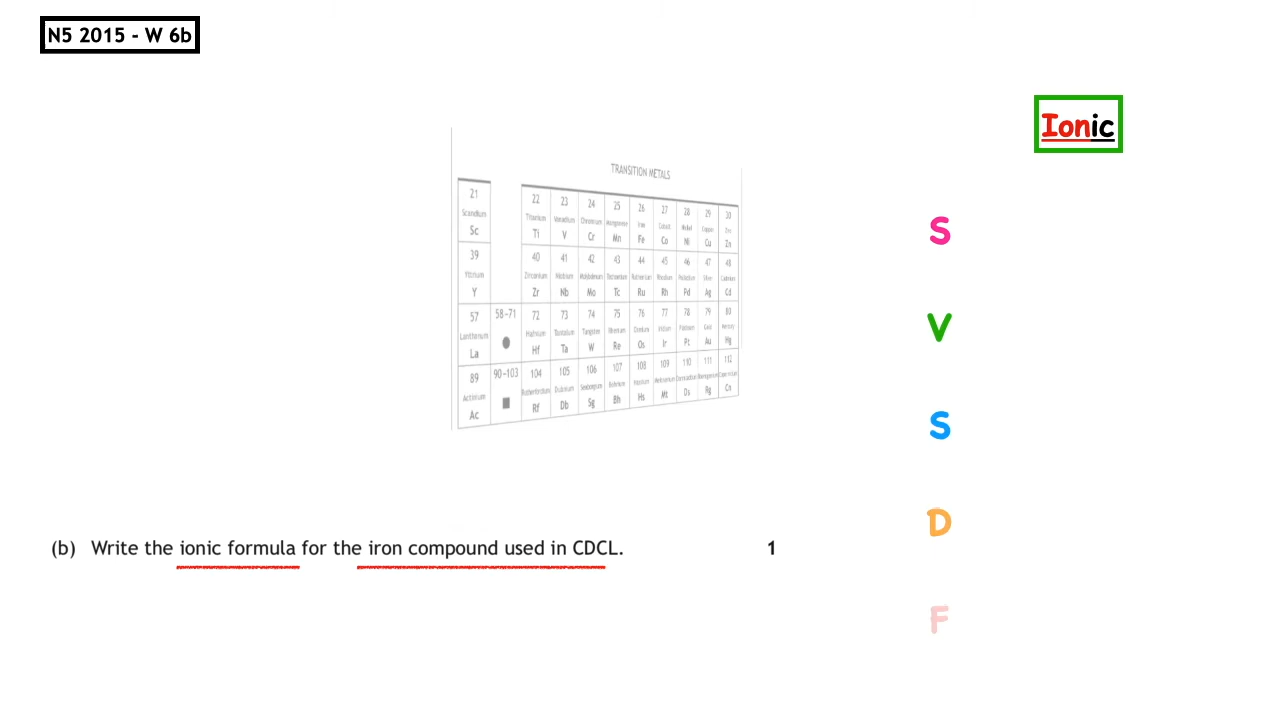 N5 2015 - W 6b
Ionic
TRANSITION METALS
21 22 23 24 25 26 27 28 29 30
Scandium Titanium Vanadium Chromium Manganese Iron Cobalt Nickel Copper Zinc
Sc Ti V Cr Mn Fe Co Ni Cu Zn
39 40 41 42 43 44 45 46 47 48
Yttrium Zirconium Niobium Molybdenum Technetium Ruthenium Rhodium Palladium Silver Cadmium
Y Zr Nb Mo Tc Ru Rh Pd Ag Cd
57 58–71 72 73 74 75 76 77 78 79 80
Lanthanum Hafnium Tantalum Tungsten Rhenium Osmium Iridium Platinum Gold Mercury
La Hf Ta W Re Os Ir Pt Au Hg
89 90–103 104 105 106 107 108 109 110 111 112
Actinium Rutherfordium Dubnium Seaborgium Bohrium Hassium Meitnerium Darmstadtium Roentgenium Copernicium
Ac Rf Db Sg Bh Hs Mt Ds Rg Cn
S
V
S
D
F
(b) Write the ionic formula for the iron compound used in CDCL. 1